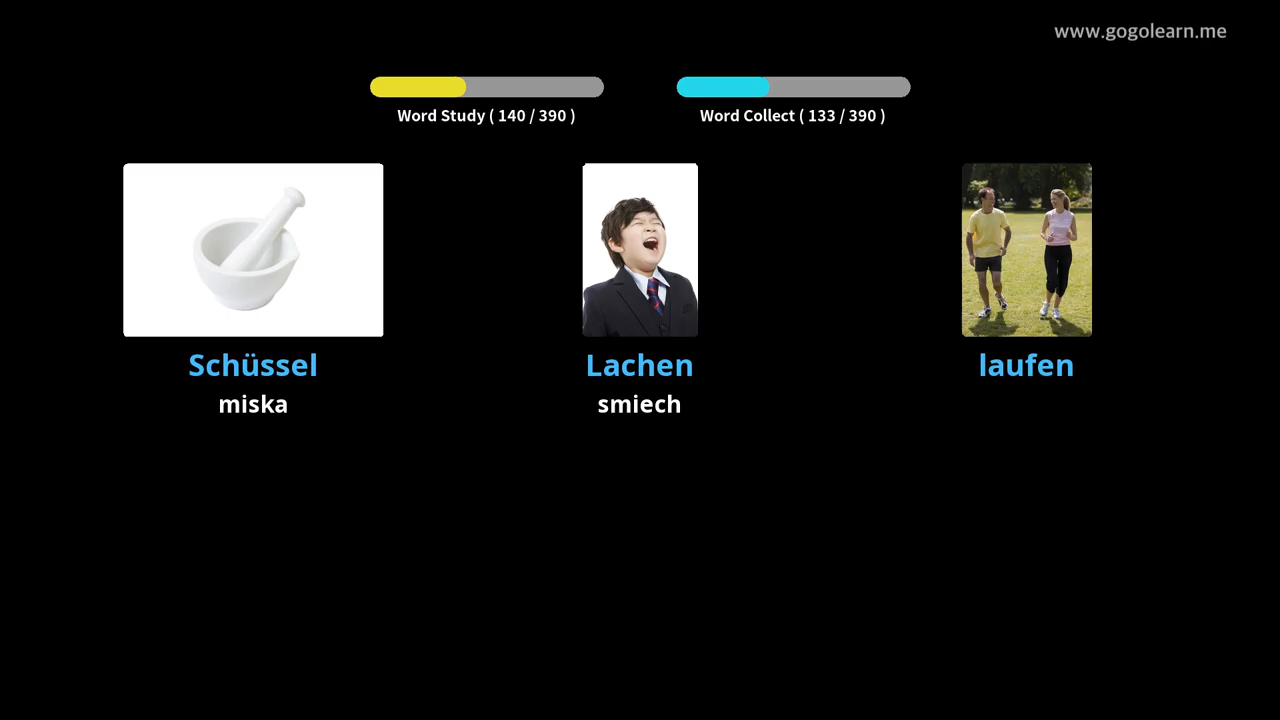 www.gogolearn.me
Word Study ( 140 / 390 )
Word Collect ( 133 / 390 )
Schüssel
miska
Lachen
smiech
laufen